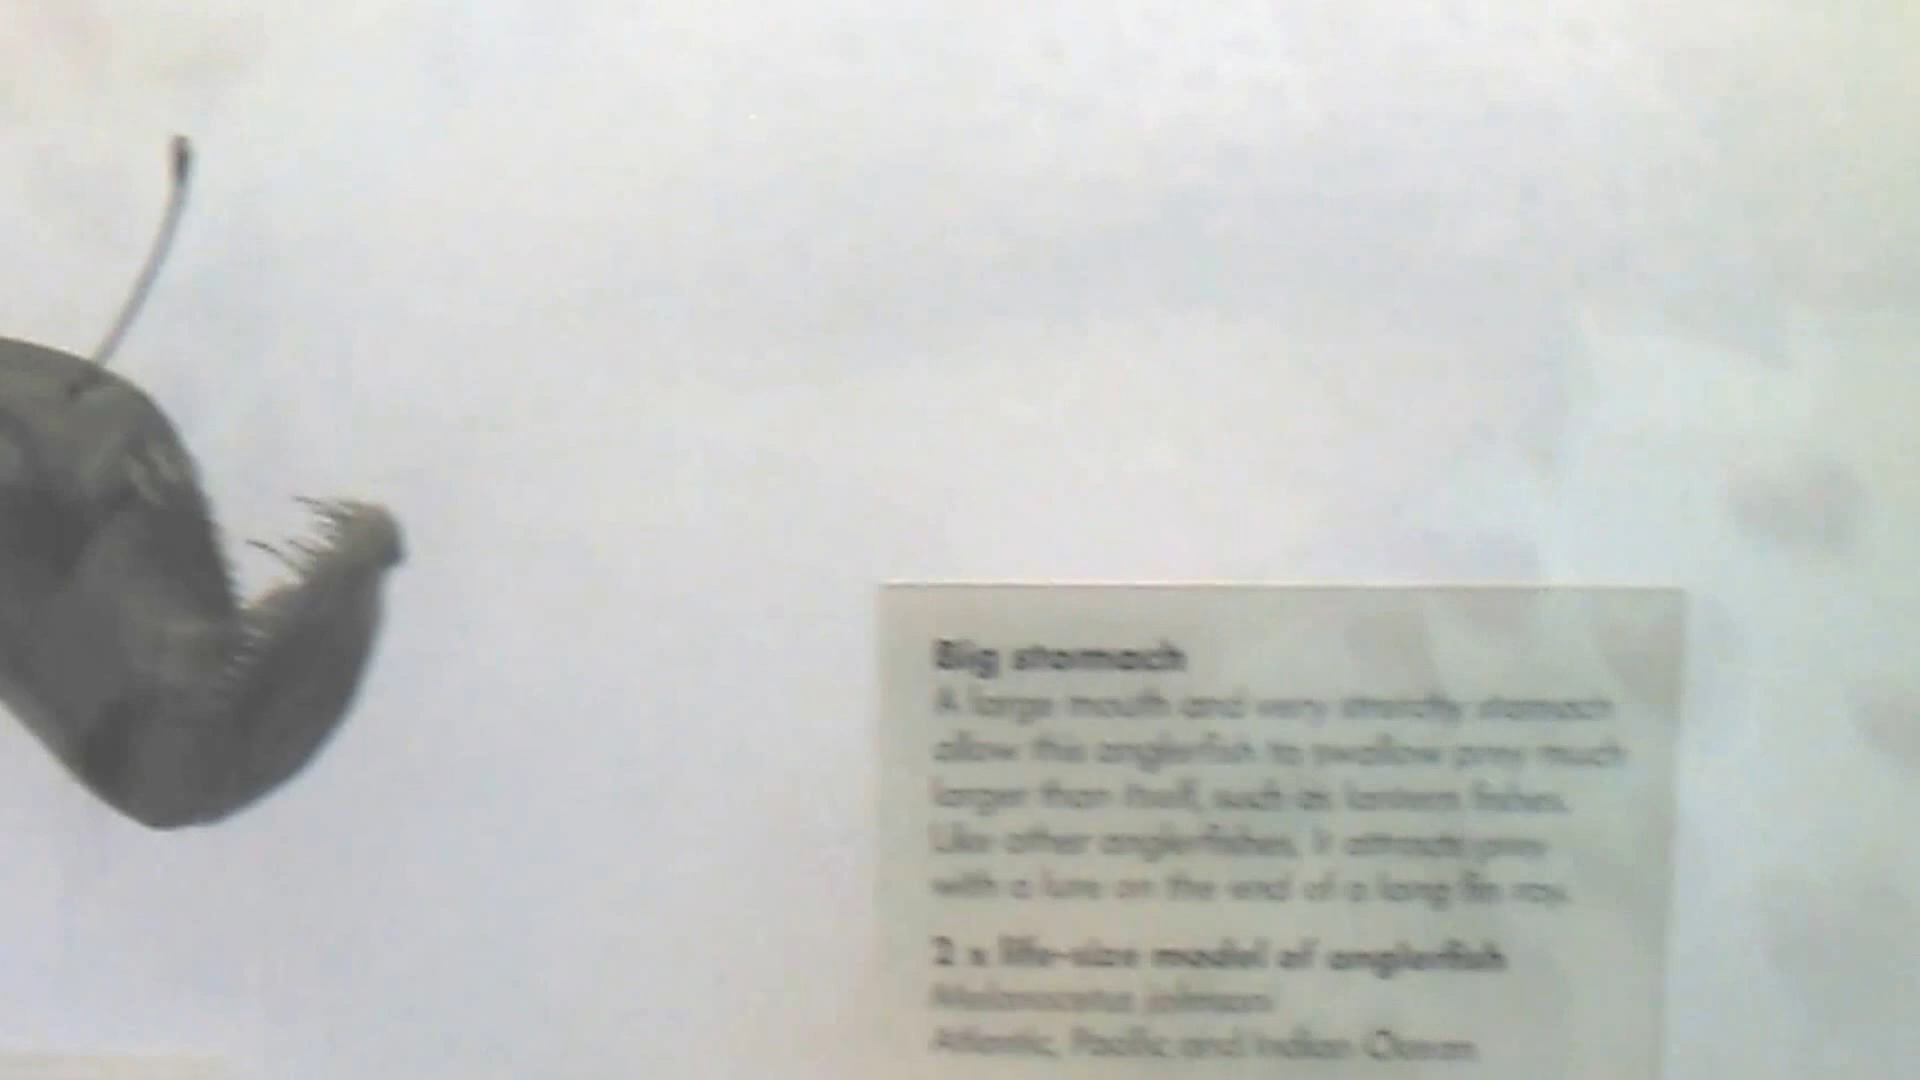 Big stomach
A large mouth and very stretchy stomach
allow this anglerfish to swallow prey much
larger than itself, such as lantern fishes.
Like other anglerfishes, it attracts prey
with a lure on the end of a long fin ray.
2 x life-size model of anglerfish
Melanocetus johnsoni
Atlantic, Pacific and Indian Ocean